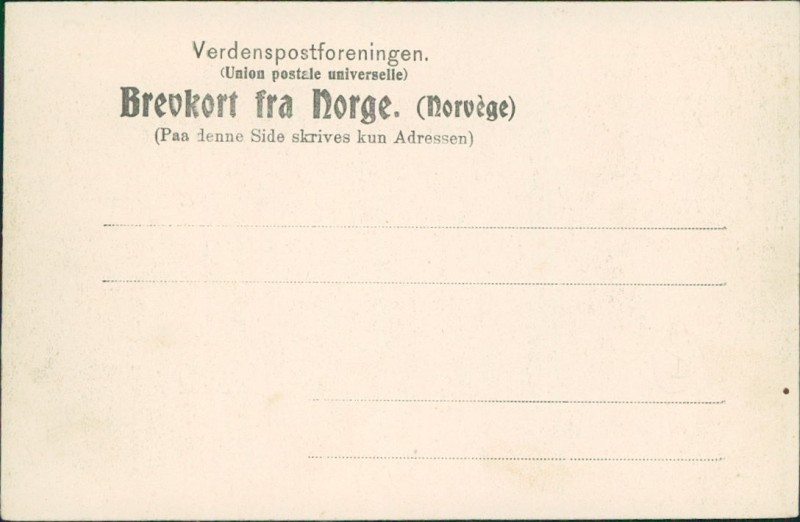 Verdenspostforeningen.
(Union postale universelle)
Brevkort fra Norge. (Norvège)
(Paa denne Side skrives kun Adressen)